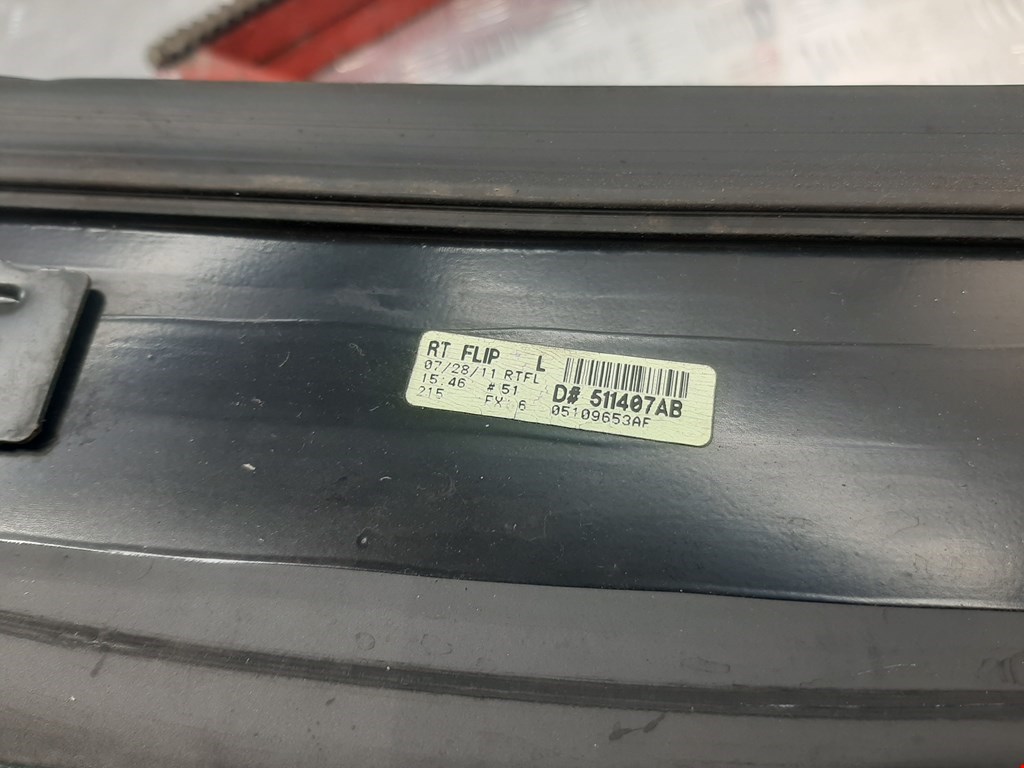 RT FLIP L
07/28/11 RTFL
15:46 #51
215 FX: 6
D# 511407AB
05109653AF